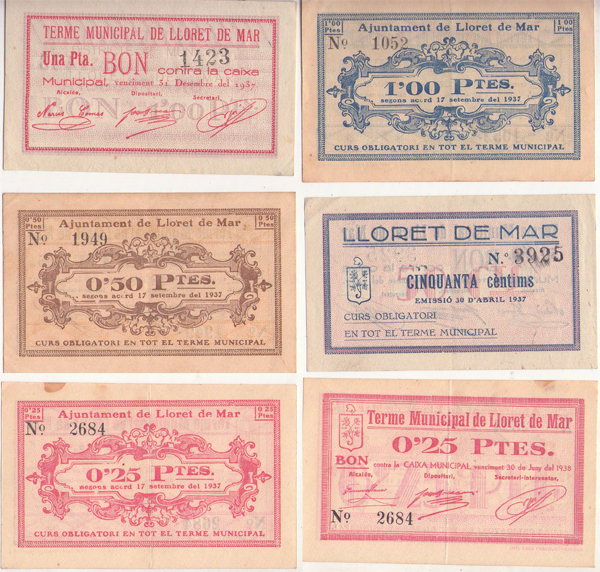 TERME MUNICIPAL DE LLORET DE MAR
Una Pta. BON 1423
contra la caixa
Municipal, venciment 31 Desembre del 1937.
Alcalde, Dipositari, Secretari,
1'00 Ptes
Ajuntament de Lloret de Mar
1'00 Ptes
Nº 1052
1'00 PTES.
segons acord 17 setembre del 1937
CURS OBLIGATORI EN TOT EL TERME MUNICIPAL
0'50 Ptes
Ajuntament de Lloret de Mar
0'50 Ptes
Nº 1949
0'50 PTES.
segons acord 17 setembre del 1937
CURS OBLIGATORI EN TOT EL TERME MUNICIPAL
LLORET DE MAR
N.º 3925
CINQUANTA cèntims
EMISSIÓ 30 D'ABRIL 1937
CURS OBLIGATORI
EN TOT EL TERME MUNICIPAL
0'25 Ptes
Ajuntament de Lloret de Mar
0'25 Ptes
Nº 2684
0'25 PTES.
segons acord 17 setembre del 1937
CURS OBLIGATORI EN TOT EL TERME MUNICIPAL
Terme Municipal de Lloret de Mar
0'25 PTES.
BON contra la CAIXA MUNICIPAL venciment 30 de Juny del 1938
Alcalde, Dipositari, Secretari-Interventor,
Nº 2684